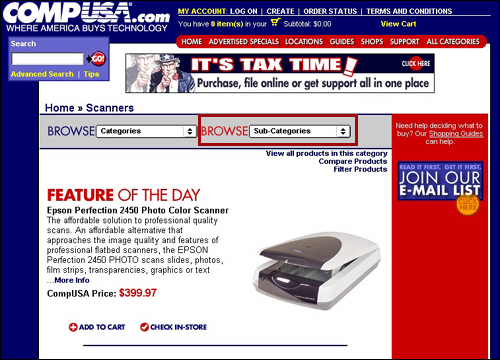 COMPUSA.com
WHERE AMERICA BUYS TECHNOLOGY
MY ACCOUNT: LOG ON | CREATE | ORDER STATUS | TERMS AND CONDITIONS
You have 0 item(s) in your Subtotal: $0.00 View Cart
HOME ADVERTISED SPECIALS LOCATIONS GUIDES SHOPS SUPPORT ALL CATEGORIES
Search
GO!
Advanced Search | Tips
IT'S TAX TIME! CLICK HERE
Purchase, file online or get support all in one place
Home » Scanners
BROWSE Categories BROWSE Sub-Categories
Need help deciding what to
buy? Our Shopping Guides
can help.
View all products in this category
Compare Products
Filter Products
READ IT FIRST. GET IT FIRST.
JOIN OUR
E-MAIL LIST
CLICK
HERE
FEATURE OF THE DAY
Epson Perfection 2450 Photo Color Scanner
The affordable solution to professional quality
scans. An affordable alternative that
approaches the image quality and features of
professional flatbed scanners, the EPSON
Perfection 2450 PHOTO scans slides, photos,
film strips, transparencies, graphics or text
...More Info
CompUSA Price: $399.97
ADD TO CART CHECK IN-STORE